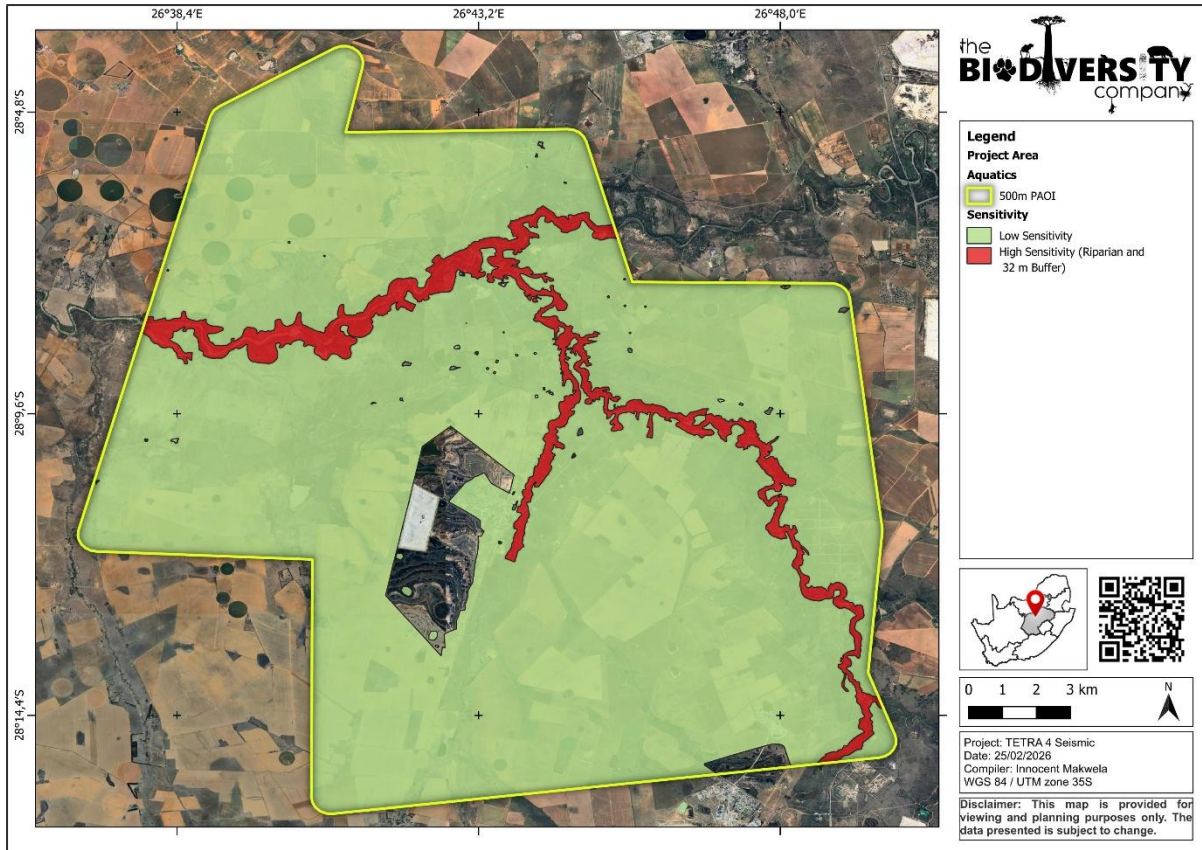 26°38,4'E
26°43,2'E
26°48,0'E
28°4,8'S
28°9,6'S
28°14,4'S
the
BIODIVERSITY
company
Legend
Project Area
Aquatics
500m PAOI
Sensitivity
Low Sensitivity
High Sensitivity (Riparian and
32 m Buffer)
0 1 2 3 km
N
Project: TETRA 4 Seismic
Date: 25/02/2026
Compiler: Innocent Makwela
WGS 84 / UTM zone 35S
Disclaimer: This map is provided for
viewing and planning purposes only. The
data presented is subject to change.